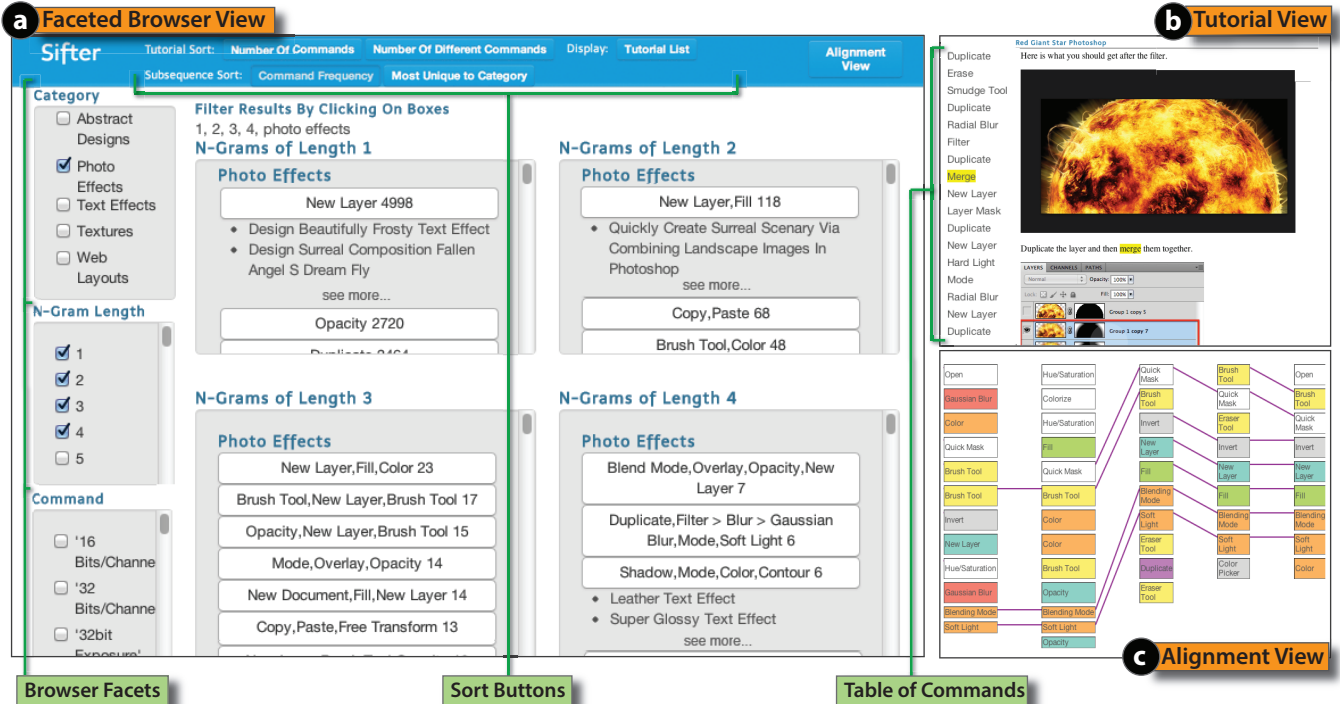 a Faceted Browser View
Sifter
Tutorial Sort: Number Of Commands Number Of Different Commands Display: Tutorial List
Subsequence Sort: Command Frequency Most Unique to Category
Alignment
View
Category
Abstract
Designs
Photo
Effects
Text Effects
Textures
Web
Layouts
N-Gram Length
1
2
3
4
5
Command
'16
Bits/Channe
'32
Bits/Channe
'32bit
Exposure'
Filter Results By Clicking On Boxes
1, 2, 3, 4, photo effects
N-Grams of Length 1
Photo Effects
New Layer 4998
• Design Beautifully Frosty Text Effect
• Design Surreal Composition Fallen
Angel S Dream Fly
see more...
Opacity 2720
Duplicate 2464
N-Grams of Length 2
Photo Effects
New Layer,Fill 118
• Quickly Create Surreal Scenary Via
Combining Landscape Images In
Photoshop
see more...
Copy,Paste 68
Brush Tool,Color 48
N-Grams of Length 3
Photo Effects
New Layer,Fill,Color 23
Brush Tool,New Layer,Brush Tool 17
Opacity,New Layer,Brush Tool 15
Mode,Overlay,Opacity 14
New Document,Fill,New Layer 14
Copy,Paste,Free Transform 13
N-Grams of Length 4
Photo Effects
Blend Mode,Overlay,Opacity,New
Layer 7
Duplicate,Filter > Blur > Gaussian
Blur,Mode,Soft Light 6
Shadow,Mode,Color,Contour 6
• Leather Text Effect
• Super Glossy Text Effect
see more...
Browser Facets
Sort Buttons
Table of Commands
b Tutorial View
Duplicate
Erase
Smudge Tool
Duplicate
Radial Blur
Filter
Duplicate
Merge
New Layer
Layer Mask
Duplicate
New Layer
Hard Light
Mode
Radial Blur
New Layer
Duplicate
Red Giant Star Photoshop
Here is what you should get after the filter.
Duplicate the layer and then merge them together.
LAYERS CHANNELS PATHS
Normal Opacity: 100%
Lock: Fill: 100%
Group 1 copy 5
Group 1 copy 7
Open
Gaussian Blur
Color
Quick Mask
Brush Tool
Brush Tool
Invert
New Layer
Hue/Saturation
Gaussian Blur
Blending Mode
Soft Light
Hue/Saturation
Colorize
Hue/Saturation
Fill
Quick Mask
Brush Tool
Color
Color
Brush Tool
Opacity
Blending Mode
Soft Light
Opacity
Quick
Mask
Brush
Tool
Invert
New
Layer
Fill
Blending
Mode
Soft
Light
Eraser
Tool
Duplicate
Eraser
Tool
Brush
Tool
Quick
Mask
Eraser
Tool
Invert
New
Layer
Fill
Blending
Mode
Soft
Light
Color
Picker
Open
Brush
Tool
Quick
Mask
Invert
New
Layer
Fill
Blending
Mode
Soft
Light
Color
c Alignment View